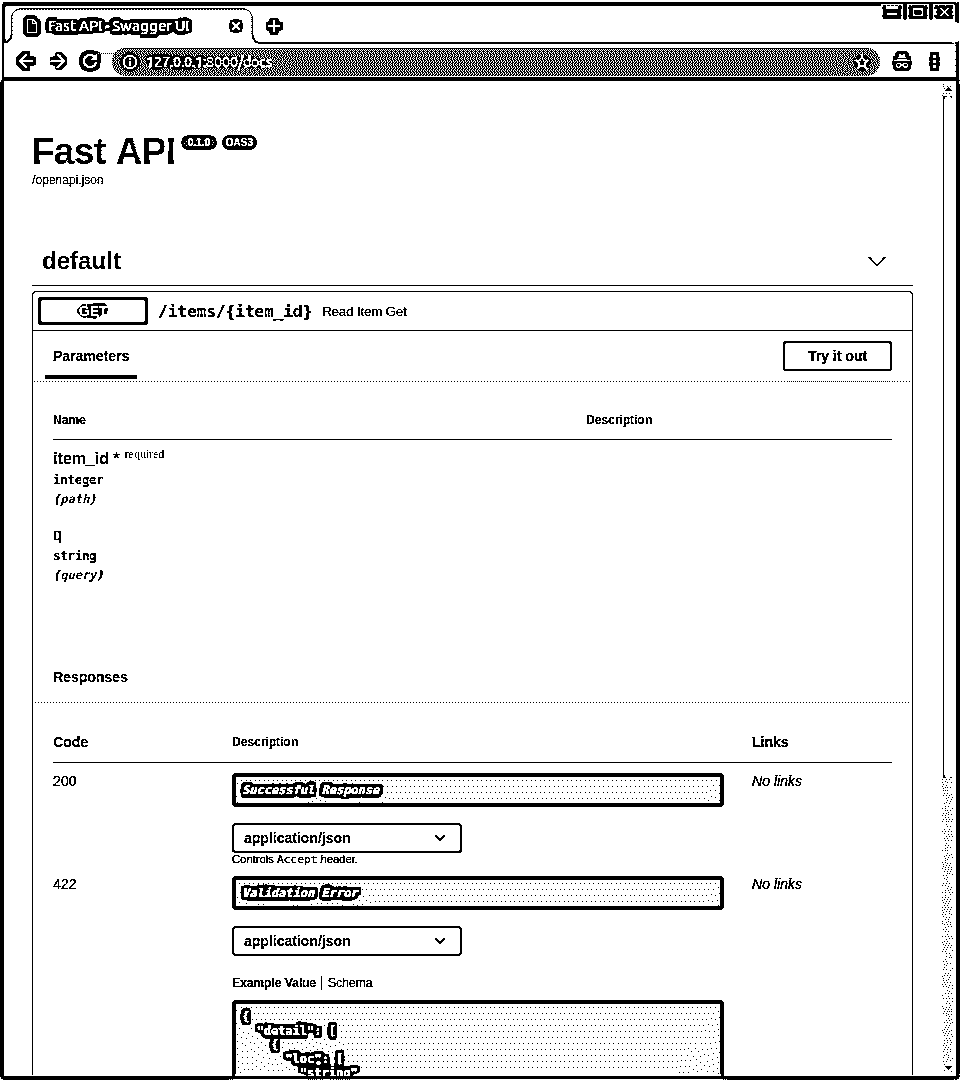 Fast API - Swagger UI
127.0.0.1:8000/docs
Fast API 0.1.0 OAS3
/openapi.json
default
GET /items/{item_id} Read Item Get
Parameters Try it out
Name Description
item_id * required
integer
(path)
q
string
(query)
Responses
Code Description Links
200 Successful Response No links
application/json
Controls Accept header.
422 Validation Error No links
application/json
Example Value | Schema
{
"detail": [
{
"loc": [
"string"